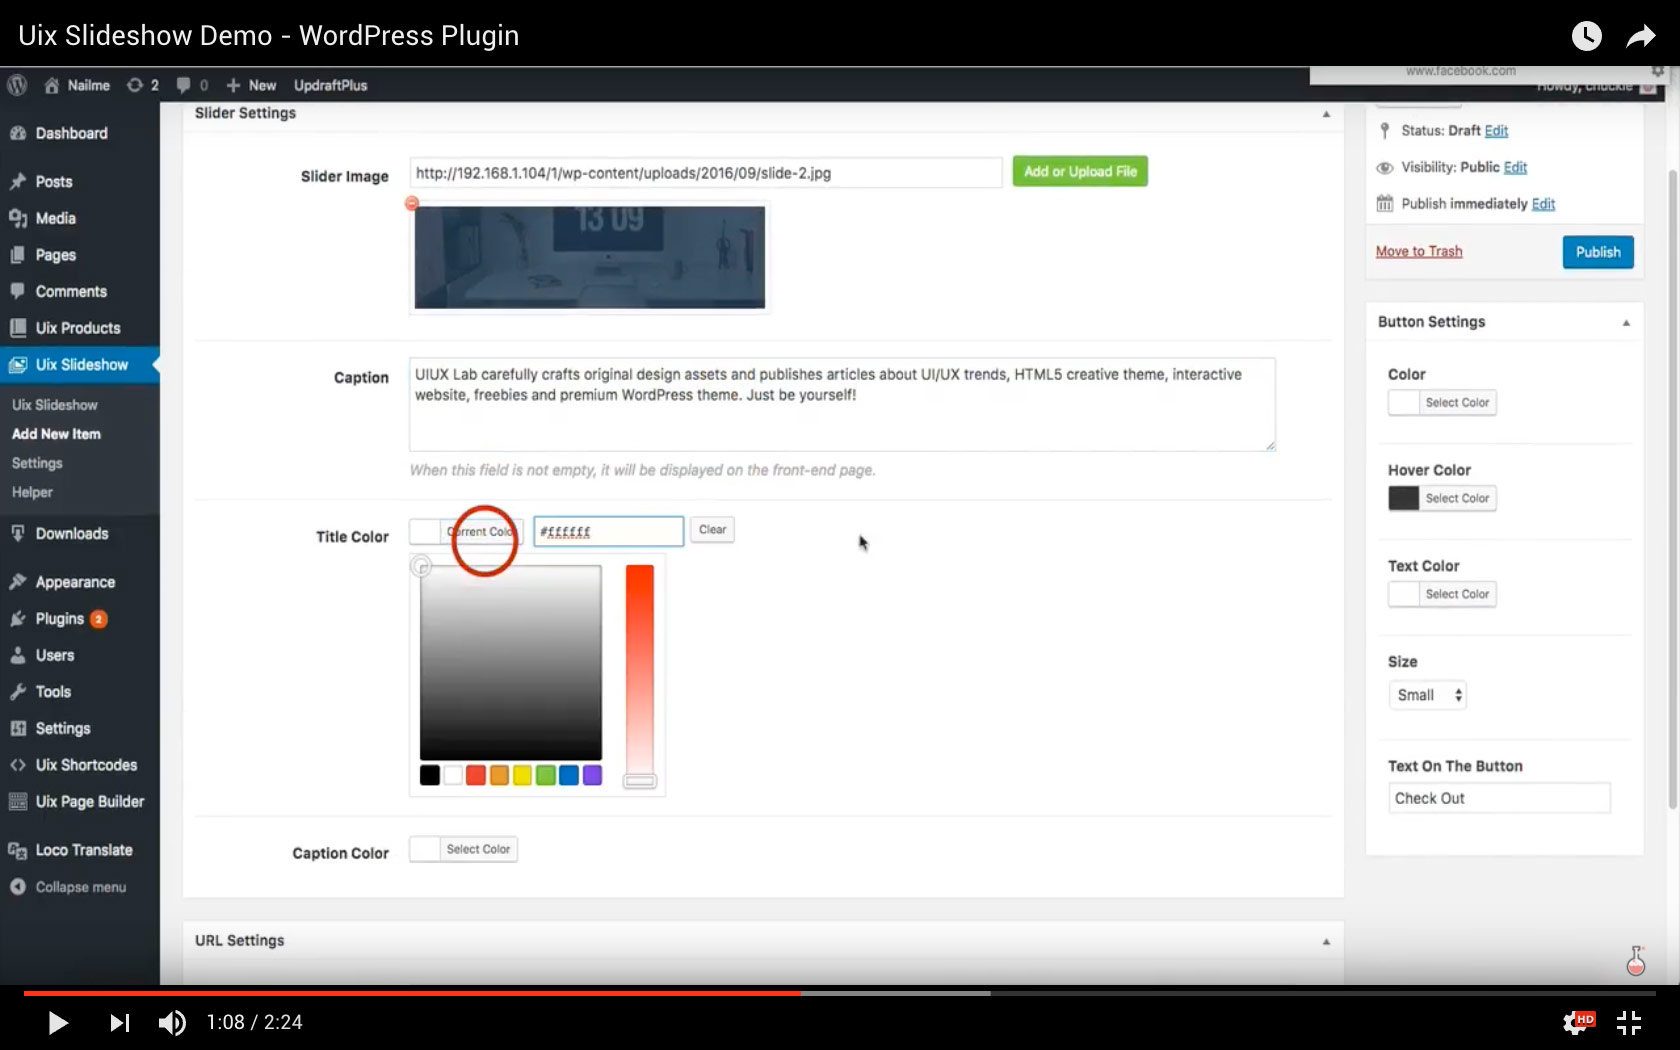 Uix Slideshow Demo - WordPress Plugin
www.facebook.com
Nailme 2 0 New UpdraftPlus
Howdy, chuckie
Dashboard
Posts
Media
Pages
Comments
Uix Products
Uix Slideshow
Uix Slideshow
Add New Item
Settings
Helper
Downloads
Appearance
Plugins 2
Users
Tools
Settings
Uix Shortcodes
Uix Page Builder
Loco Translate
Collapse menu
Slider Settings
Slider Image
http://192.168.1.104/1/wp-content/uploads/2016/09/slide-2.jpg
Add or Upload File
13 09
Caption
UIUX Lab carefully crafts original design assets and publishes articles about UI/UX trends, HTML5 creative theme, interactive
website, freebies and premium WordPress theme. Just be yourself!
When this field is not empty, it will be displayed on the front-end page.
Title Color
Current Color
#ffffff
Clear
Caption Color
Select Color
URL Settings
Status: Draft Edit
Visibility: Public Edit
Publish immediately Edit
Move to Trash
Publish
Button Settings
Color
Select Color
Hover Color
Select Color
Text Color
Select Color
Size
Small
Text On The Button
Check Out
1:08 / 2:24
HD